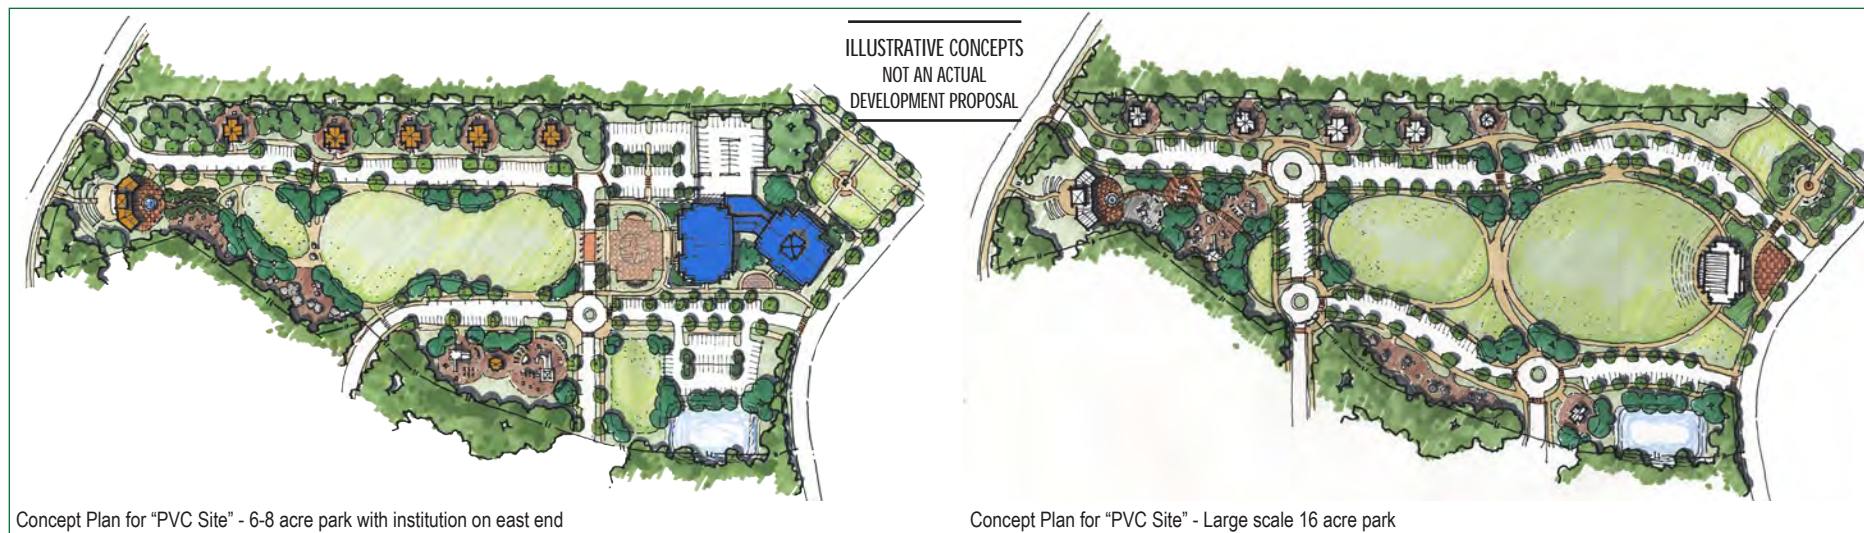 ILLUSTRATIVE CONCEPTS
NOT AN ACTUAL
DEVELOPMENT PROPOSAL
Concept Plan for “PVC Site” - 6-8 acre park with institution on east end
Concept Plan for “PVC Site” - Large scale 16 acre park